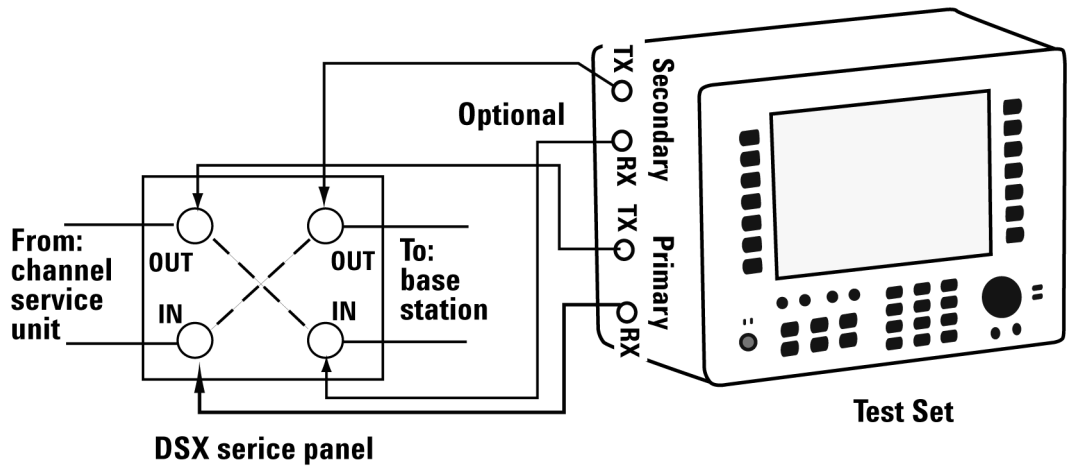 TX
Secondary
Optional
RX
TX
Primary
RX
From:
channel
service
unit
OUT
OUT
IN
IN
To:
base
station
Test Set
DSX serice panel